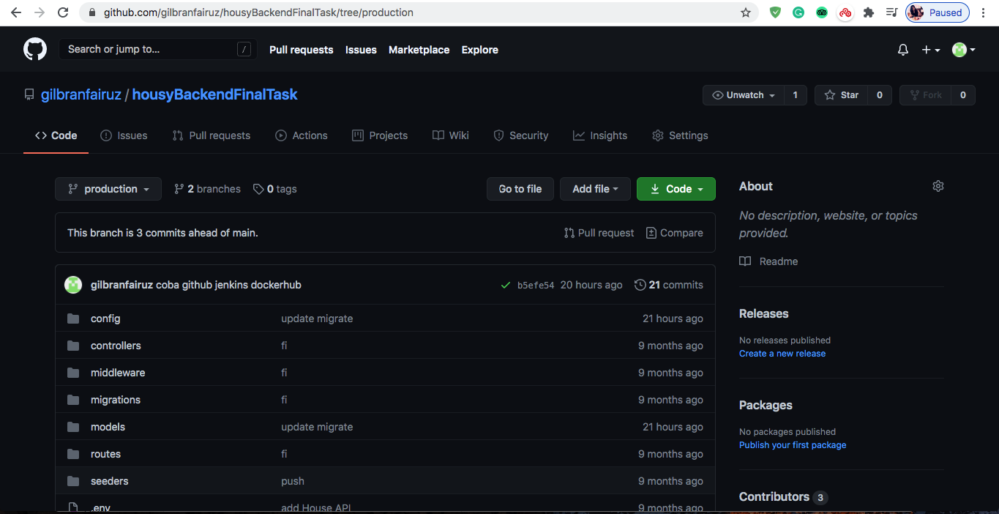 github.com/gilbranfairuz/housyBackendFinalTask/tree/production
Paused
Search or jump to... /
Pull requests Issues Marketplace Explore
gilbranfairuz / housyBackendFinalTask
Unwatch 1 Star 0 Fork 0
Code Issues Pull requests Actions Projects Wiki Security Insights Settings
production 2 branches 0 tags Go to file Add file Code
This branch is 3 commits ahead of main. Pull request Compare
gilbranfairuz coba github jenkins dockerhub b5efe54 20 hours ago 21 commits
config update migrate 21 hours ago
controllers fi 9 months ago
middleware fi 9 months ago
migrations fi 9 months ago
models update migrate 21 hours ago
routes fi 9 months ago
seeders push 9 months ago
.env add House API 9 months ago
About
No description, website, or topics
provided.
Readme
Releases
No releases published
Create a new release
Packages
No packages published
Publish your first package
Contributors 3